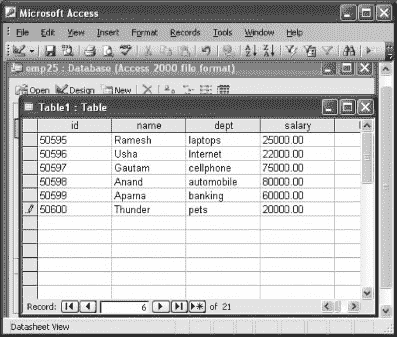 Microsoft Access
File Edit View Insert Format Records Tools Window Help
emp25 : Database (Access 2000 file format)
Open Design New
Table1 : Table
id name dept salary
50595 Ramesh laptops 25000.00
50596 Usha Internet 22000.00
50597 Gautam cellphone 75000.00
50598 Anand automobile 80000.00
50599 Aparna banking 60000.00
50600 Thunder pets 20000.00
Record: 6 of 21
Datasheet View